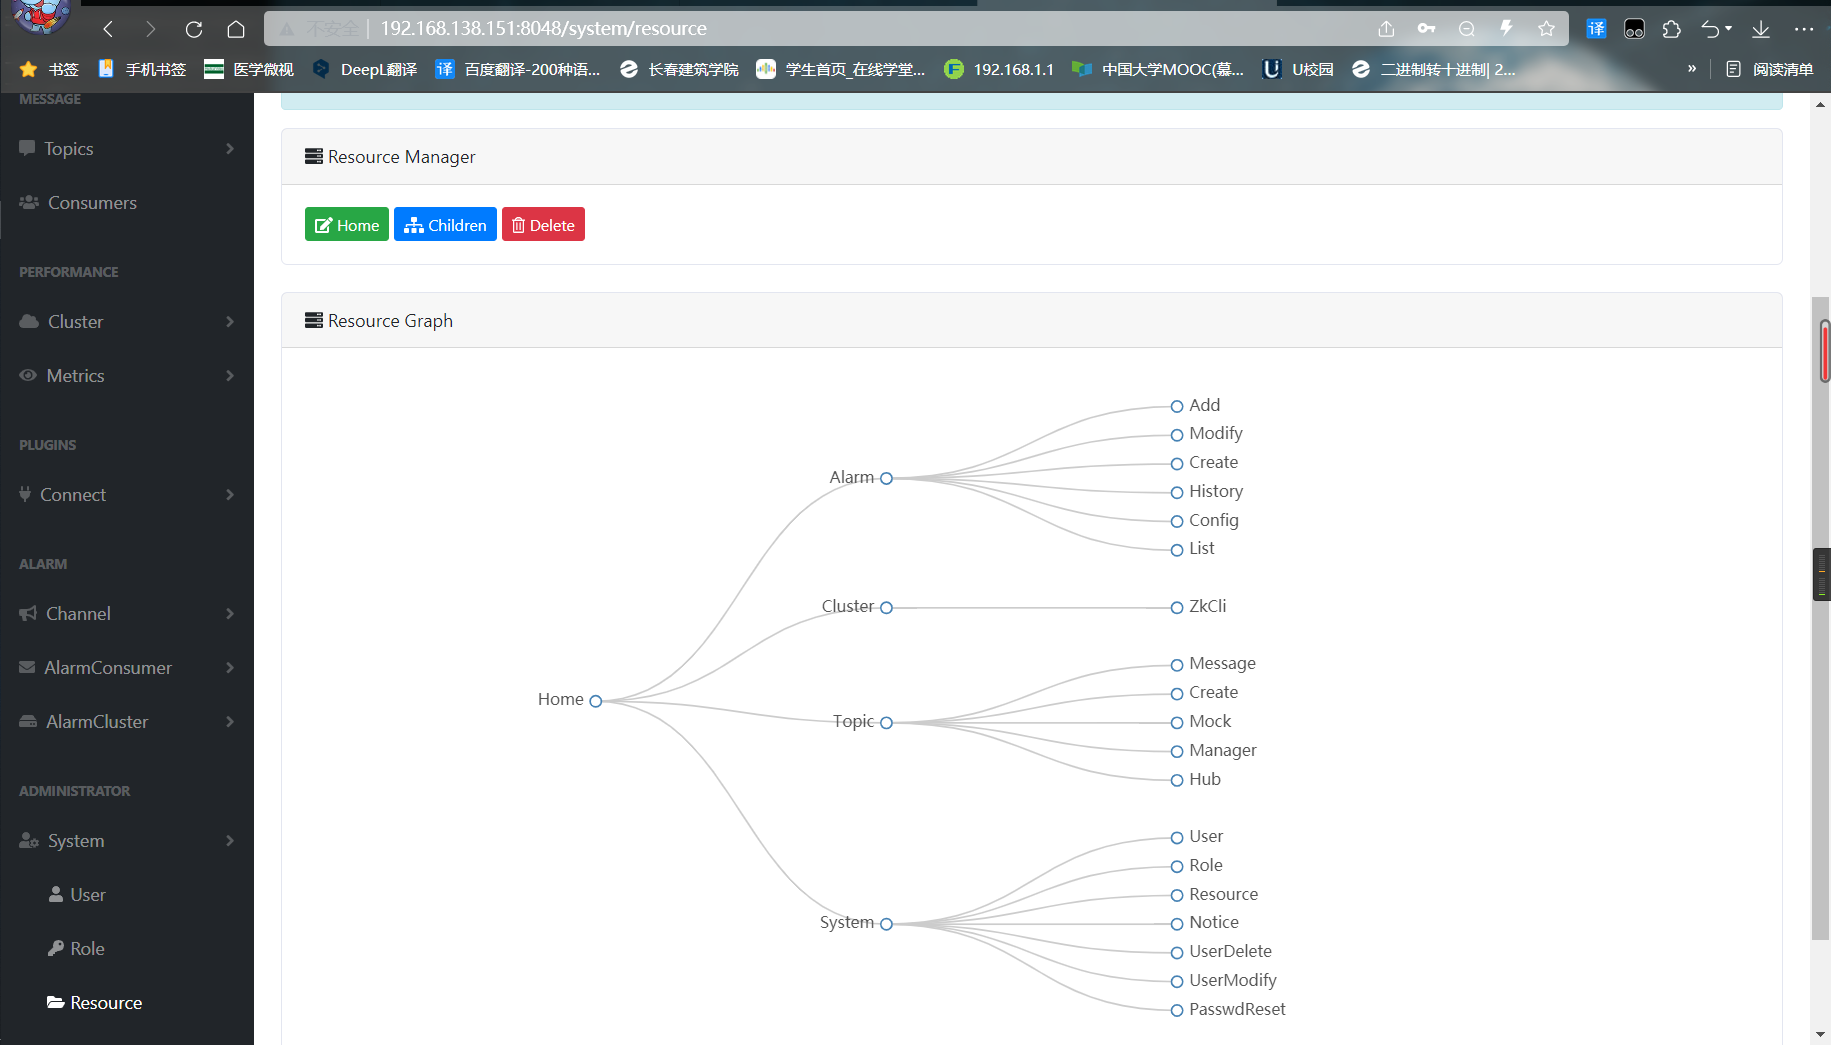 不安全 192.168.138.151:8048/system/resource
书签 手机书签 医学微视 DeepL翻译 百度翻译-200种语... 长春建筑学院 学生首页_在线学堂... 192.168.1.1 中国大学MOOC(慕... U校园 二进制转十进制| 2... » 阅读清单
MESSAGE
Topics
Consumers
PERFORMANCE
Cluster
Metrics
PLUGINS
Connect
ALARM
Channel
AlarmConsumer
AlarmCluster
ADMINISTRATOR
System
User
Role
Resource
Resource Manager
Home Children Delete
Resource Graph
Home
Alarm
Add
Modify
Create
History
Config
List
Cluster
ZkCli
Topic
Message
Create
Mock
Manager
Hub
System
User
Role
Resource
Notice
UserDelete
UserModify
PasswdReset